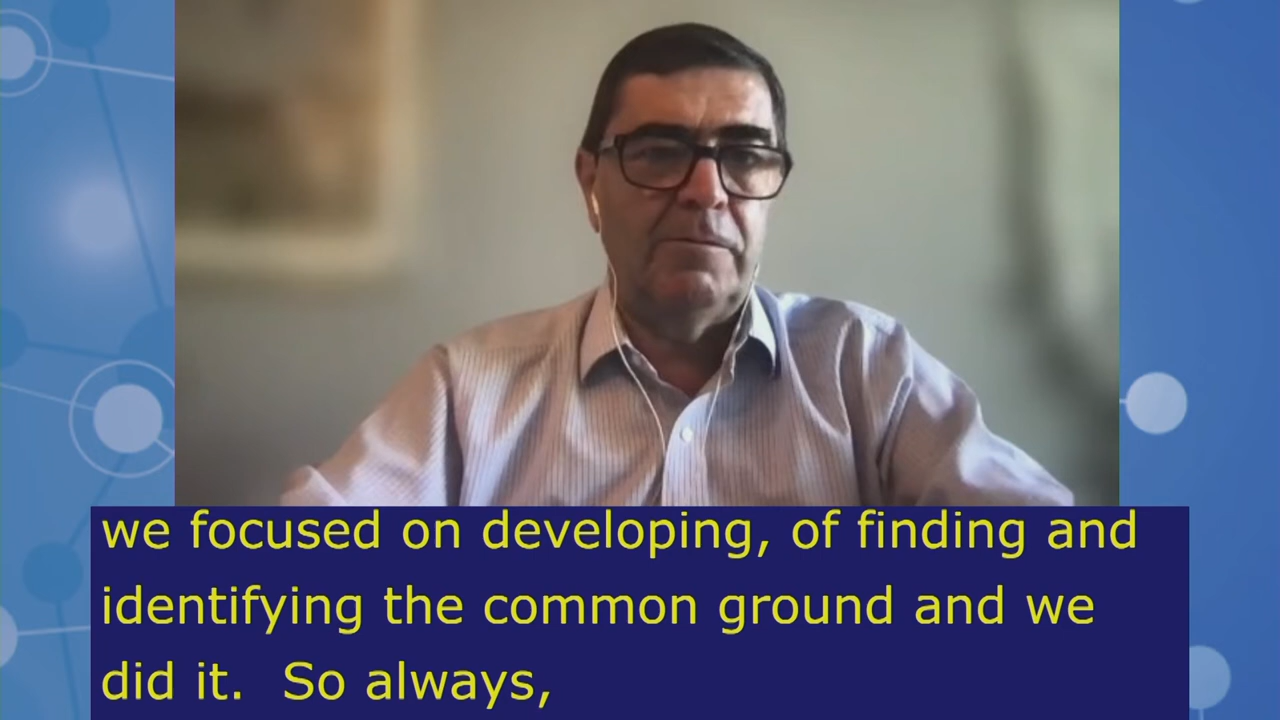 we focused on developing, of finding and
identifying the common ground and we
did it.  So always,